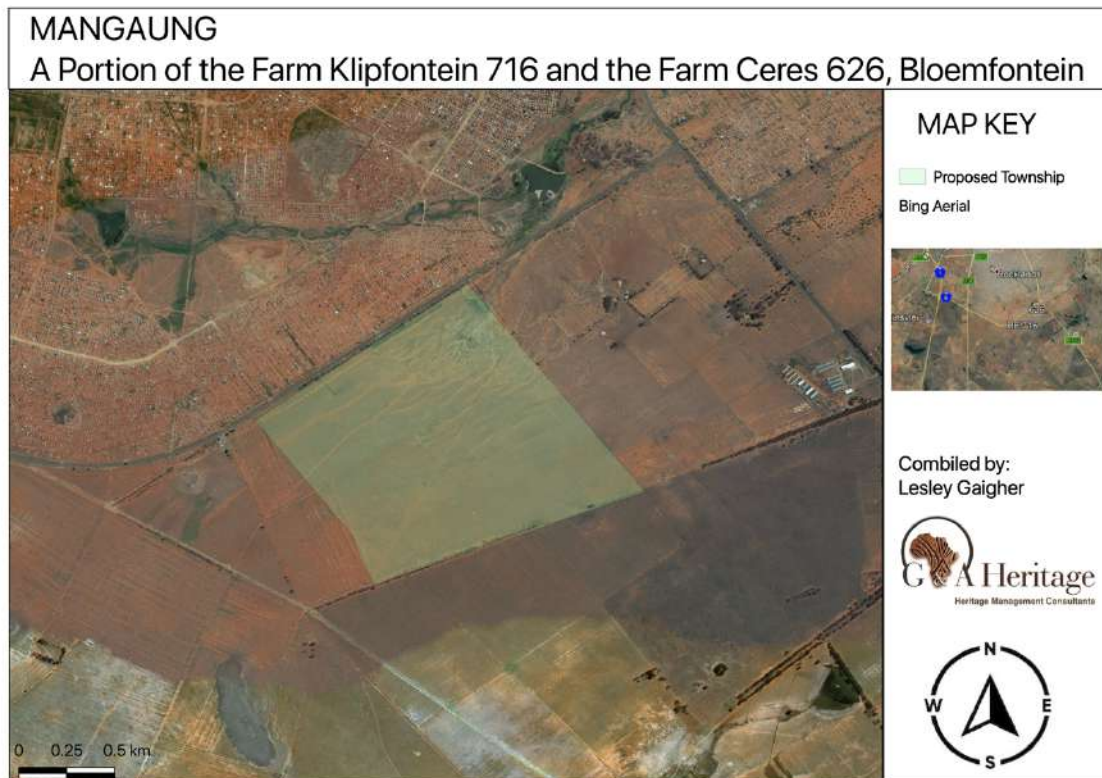 MANGAUNG
A Portion of the Farm Klipfontein 716 and the Farm Ceres 626, Bloemfontein
MAP KEY
Proposed Township
Bing Aerial
Combiled by:
Lesley Gaigher
G&A Heritage
Heritage Management Consultants
N
W E
S
0 0.25 0.5 km